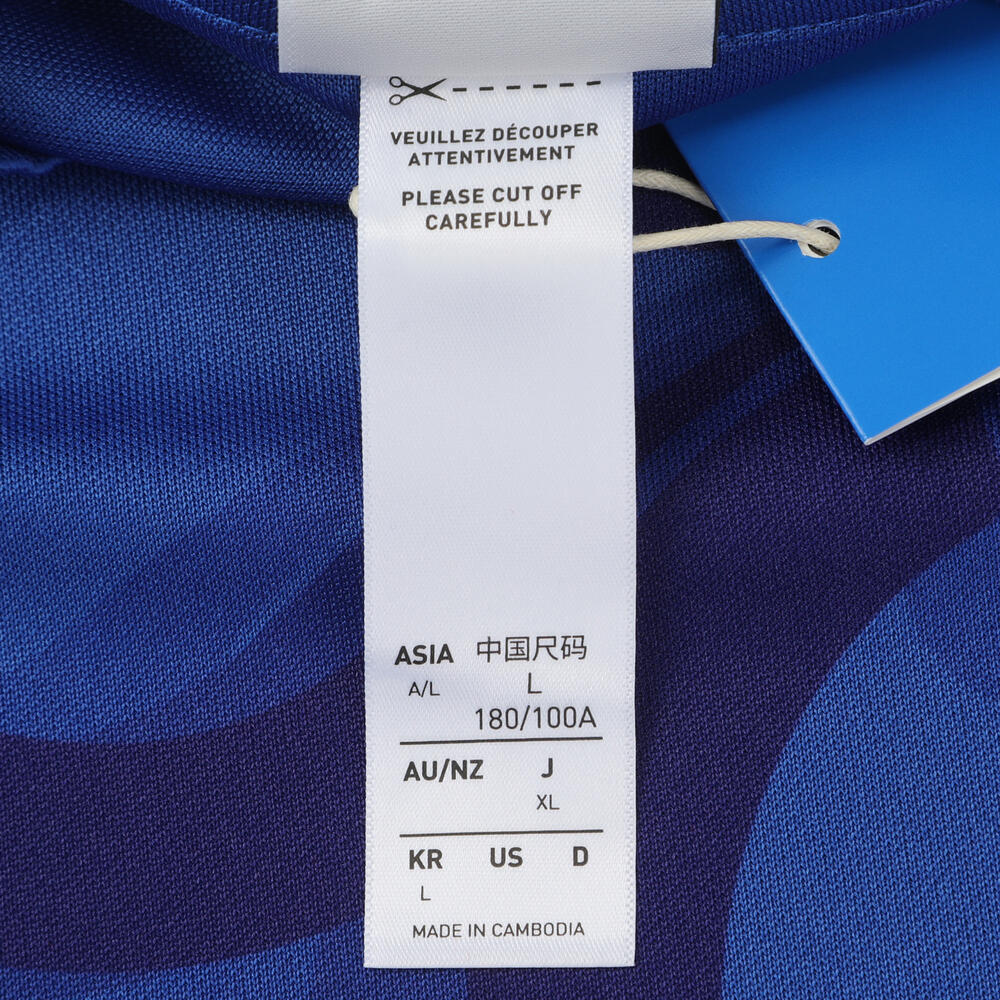 VEUILLEZ DÉCOUPER
ATTENTIVEMENT
PLEASE CUT OFF
CAREFULLY
ASIA 中国尺码
A/L L
180/100A
AU/NZ J
XL
KR US D
L
MADE IN CAMBODIA